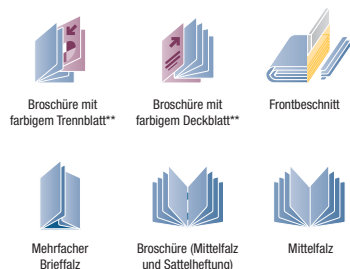 Broschüre mit
farbigem Trennblatt**
Broschüre mit
farbigem Deckblatt**
Frontbeschnitt
Mehrfacher
Brieffalz
Broschüre (Mittelfalz
und Sattelheftung)
Mittelfalz